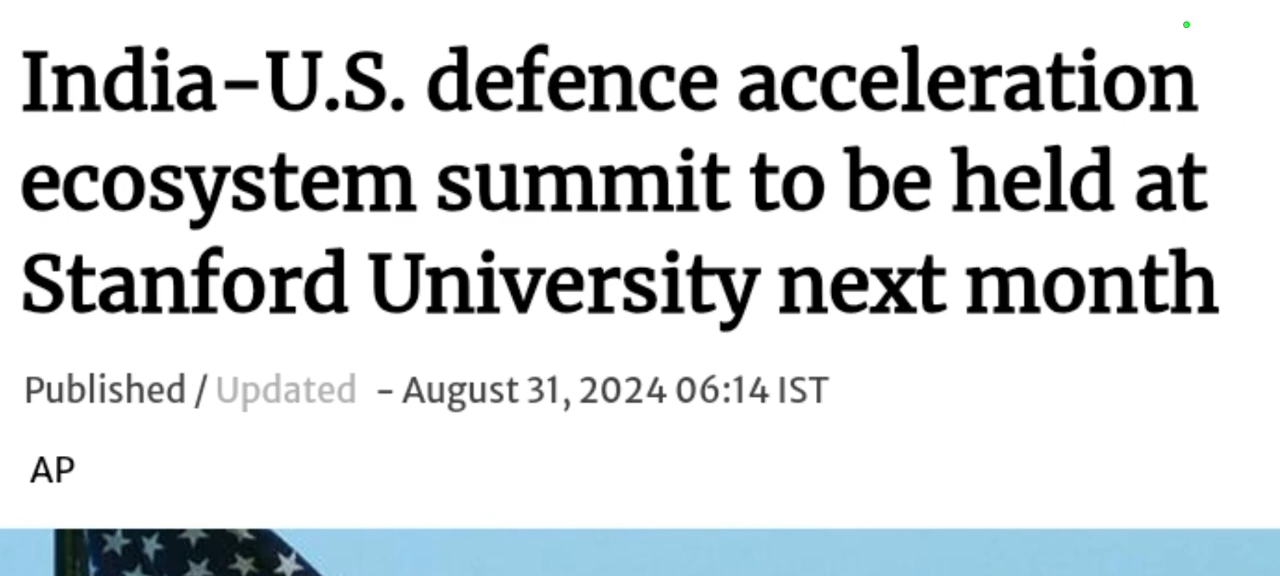 India–U.S. defence acceleration
ecosystem summit to be held at
Stanford University next month
Published / Updated – August 31, 2024 06:14 IST
AP